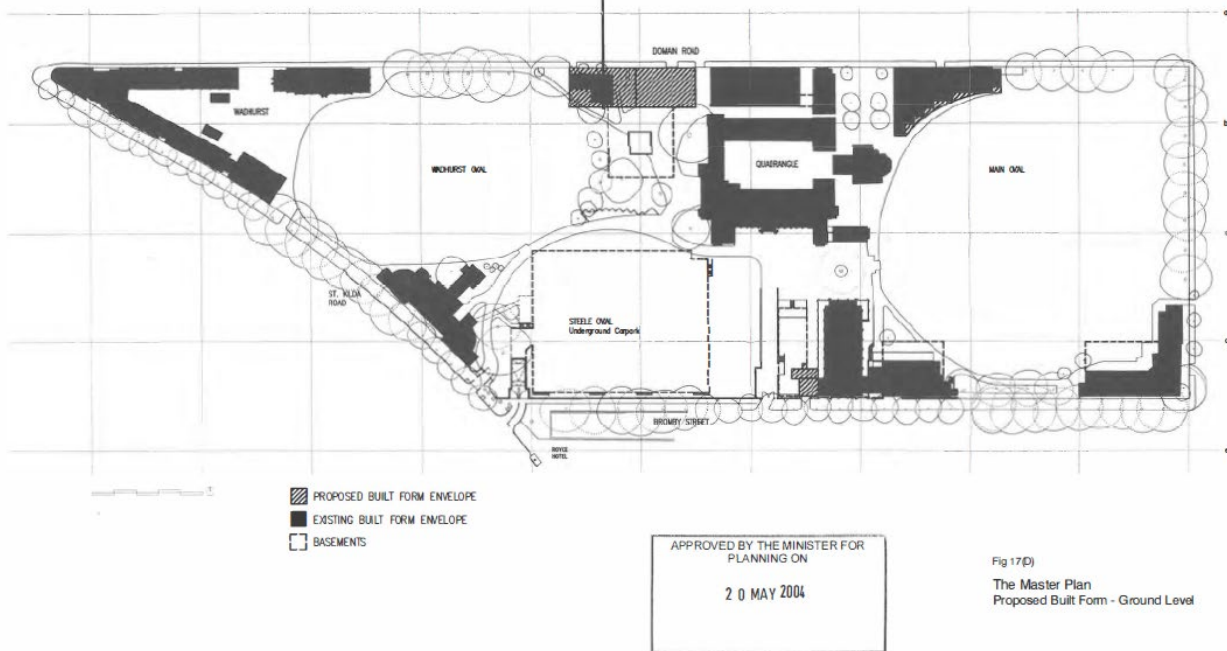 DOMAIN ROAD
WADHURST
WADHURST OVAL
QUADRANGLE
MAIN OVAL
ST. KILDA
ROAD
STEELE OVAL
Underground Carpark
BROMBY STREET
ROYCE
HOTEL
PROPOSED BUILT FORM ENVELOPE
EXISTING BUILT FORM ENVELOPE
BASEMENTS
APPROVED BY THE MINISTER FOR
PLANNING ON
20 MAY 2004
Fig 17(D)
The Master Plan
Proposed Built Form - Ground Level